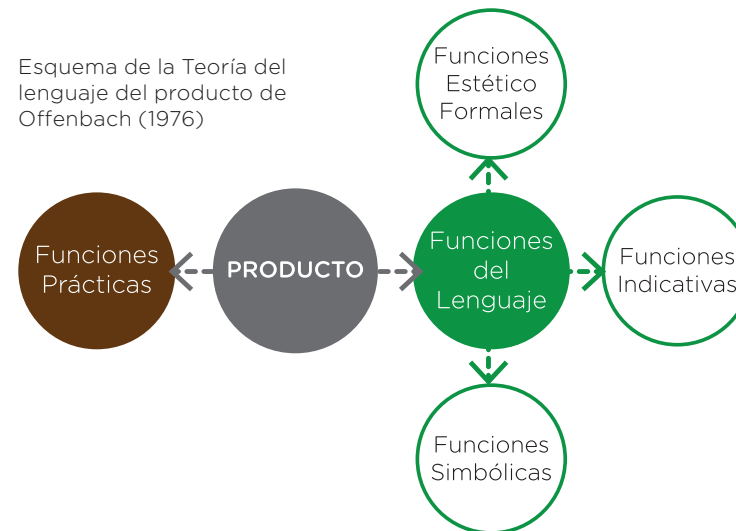 Esquema de la Teoría del
lenguaje del producto de
Offenbach (1976)
Funciones
Estético
Formales
Funciones
Prácticas
PRODUCTO
Funciones
del
Lenguaje
Funciones
Indicativas
Funciones
Simbólicas